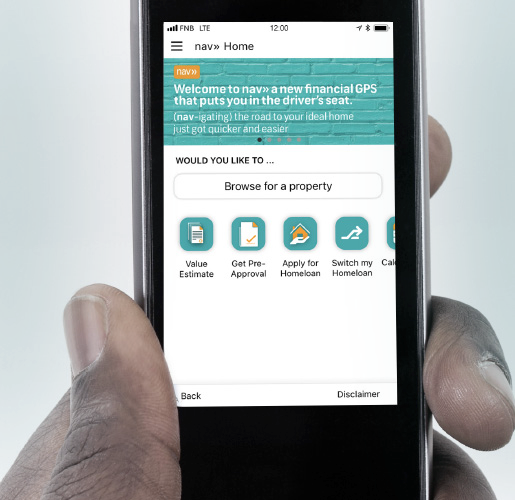 FNB LTE 12:00
nav» Home
nav»
Welcome to nav» a new financial GPS
that puts you in the driver's seat.
(nav-igating) the road to your ideal home
just got quicker and easier
WOULD YOU LIKE TO ...
Browse for a property
Value
Estimate
Get Pre-
Approval
Apply for
Homeloan
Switch my
Homeloan
Back
Disclaimer